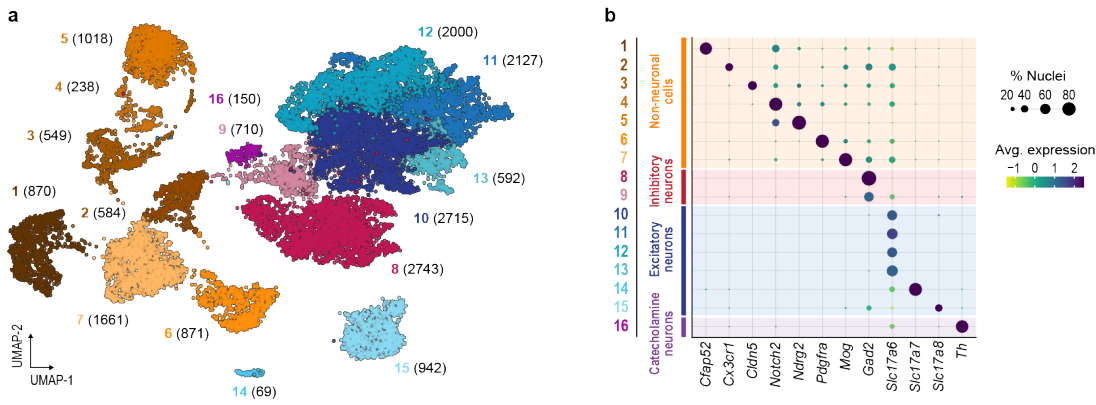 a
5 (1018)
4 (238)
3 (549)
1 (870)
2 (584)
7 (1661)
6 (871)
16 (150)
9 (710)
12 (2000)
11 (2127)
13 (592)
10 (2715)
8 (2743)
15 (942)
14 (69)
UMAP-2
UMAP-1
b
1
2
3
4
5
6
7
8
9
10
11
12
13
14
15
16
Non-neuronal
cells
Inhibitory
neurons
Excitatory
neurons
Catecholamine
neurons
Cfap52
Cx3cr1
Cldn5
Notch2
Ndrg2
Pdgfra
Mog
Gad2
Slc17a6
Slc17a7
Slc17a8
Th
% Nuclei
20 40 60 80
Avg. expression
−1 0 1 2